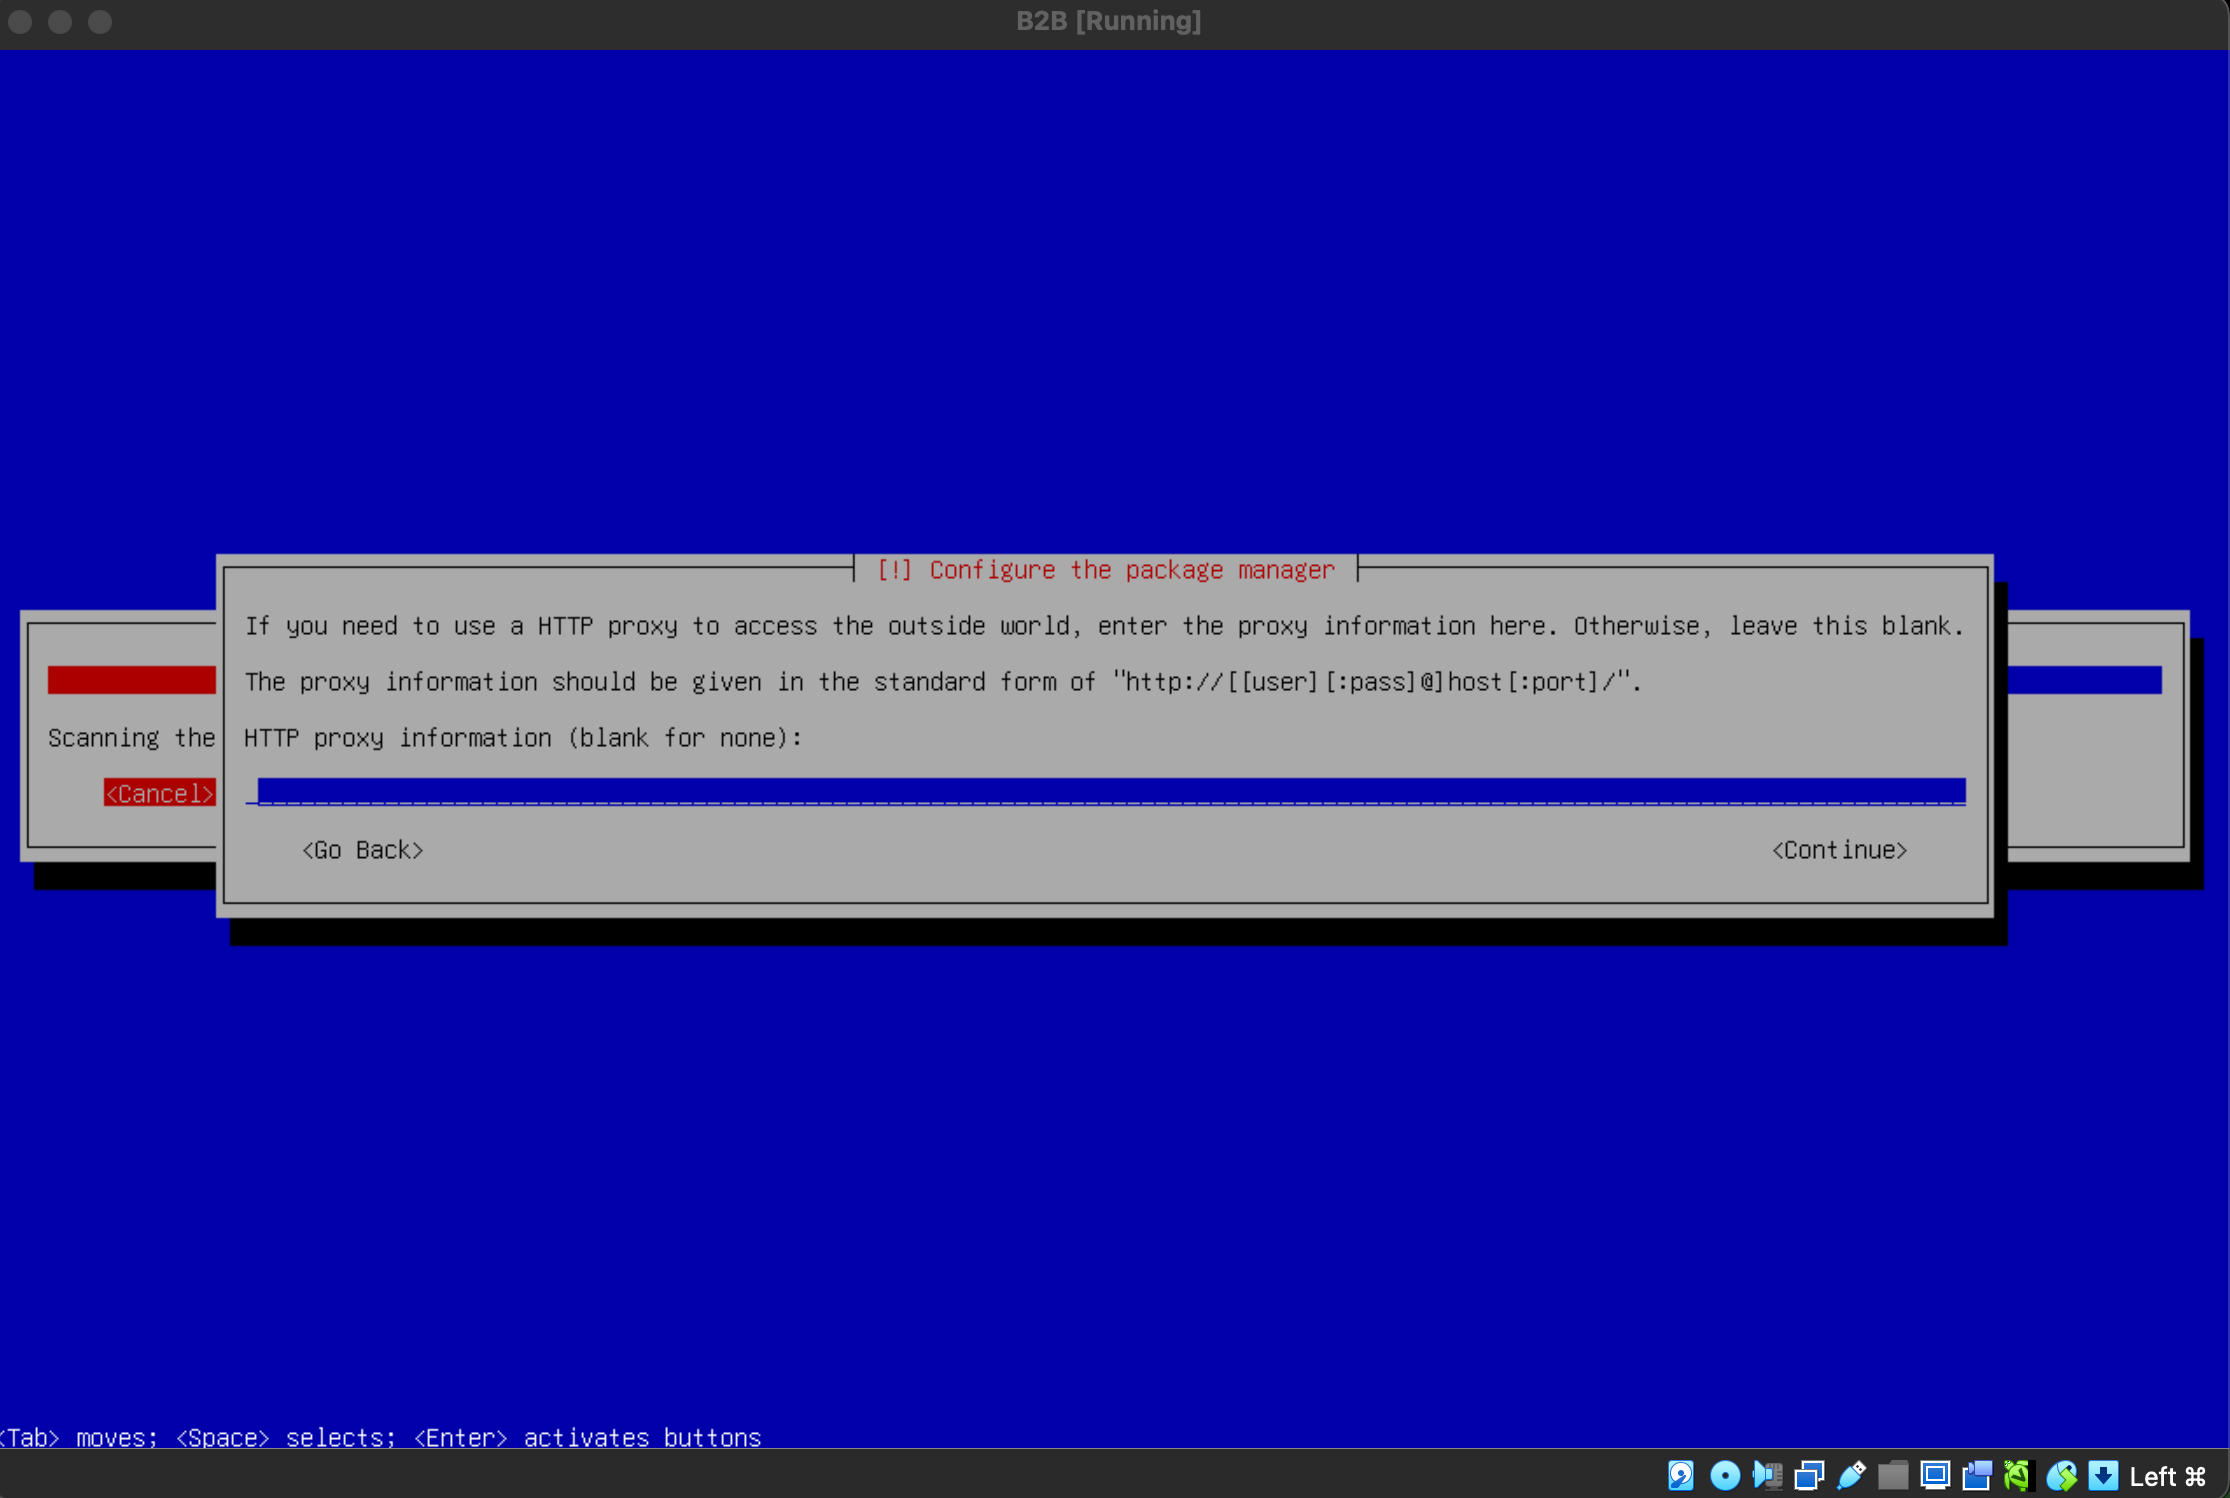 B2B [Running]
[!] Configure the package manager
If you need to use a HTTP proxy to access the outside world, enter the proxy information here. Otherwise, leave this blank.
The proxy information should be given in the standard form of "http://[[user][:pass]@]host[:port]/".
Scanning the
HTTP proxy information (blank for none):
<Cancel>
<Go Back>
<Continue>
<Tab> moves; <Space> selects; <Enter> activates buttons
Left ⌘